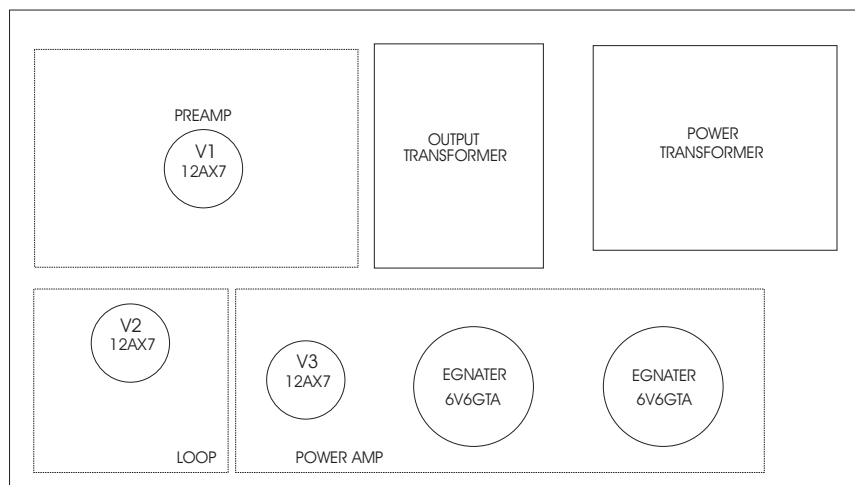 PREAMP
V1
12AX7
OUTPUT
TRANSFORMER
POWER
TRANSFORMER
V2
12AX7
LOOP
V3
12AX7
POWER AMP
EGNATER
6V6GTA
EGNATER
6V6GTA